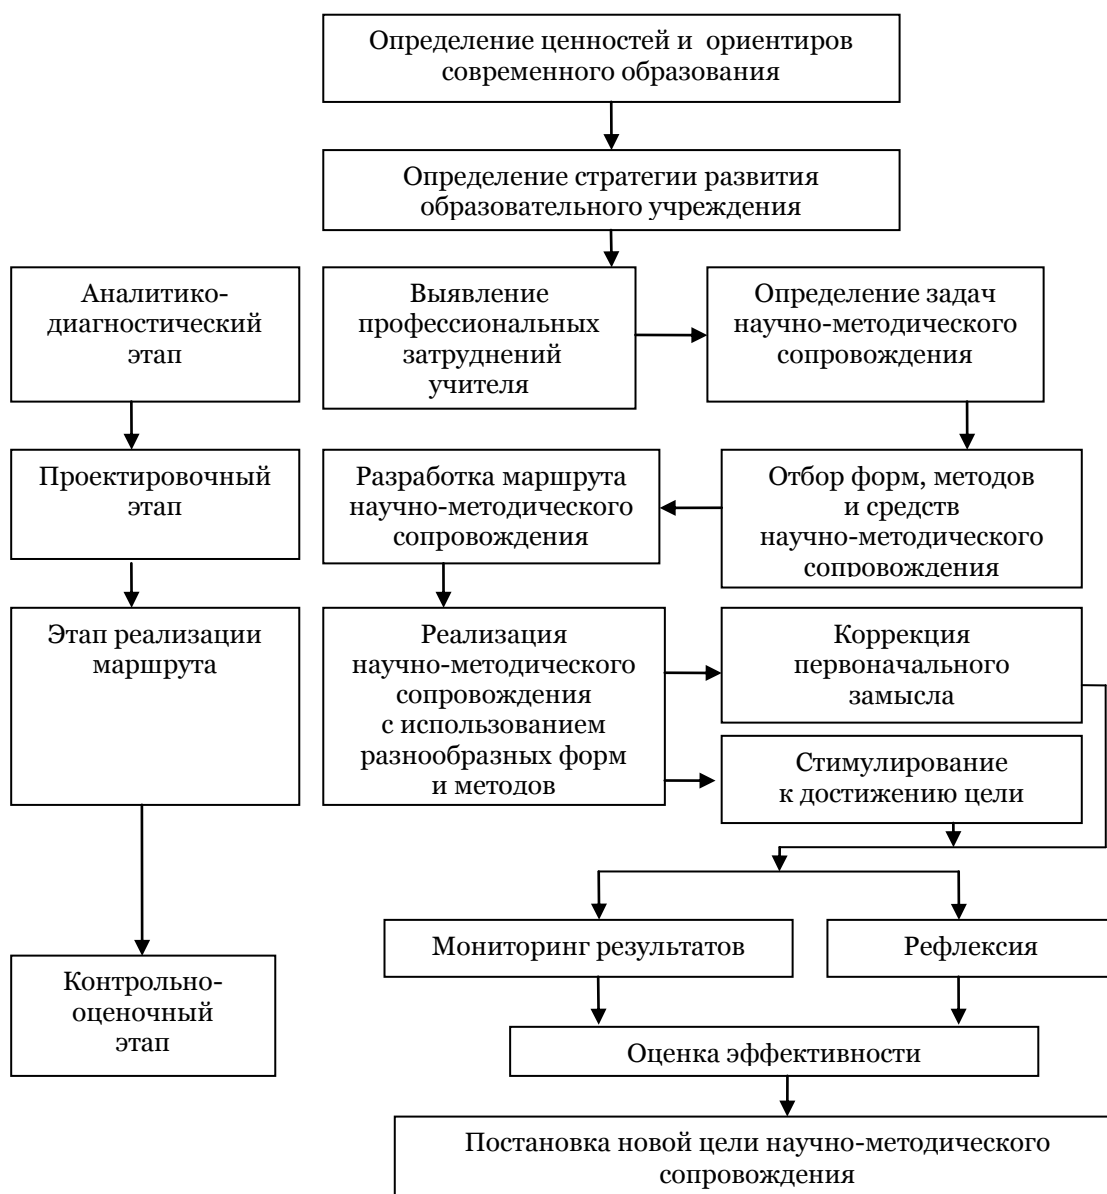 Определение ценностей и ориентиров
современного образования
Определение стратегии развития
образовательного учреждения
Аналитико-
диагностический
этап
Выявление
профессиональных
затруднений
учителя
Определение задач
научно-методического
сопровождения
Проектировочный
этап
Разработка маршрута
научно-методического
сопровождения
Отбор форм, методов
и средств
научно-методического
сопровождения
Этап реализации
маршрута
Реализация
научно-методического
сопровождения
с использованием
разнообразных форм
и методов
Коррекция
первоначального
замысла
Стимулирование
к достижению цели
Мониторинг результатов
Рефлексия
Контрольно-
оценочный
этап
Оценка эффективности
Постановка новой цели научно-методического
сопровождения